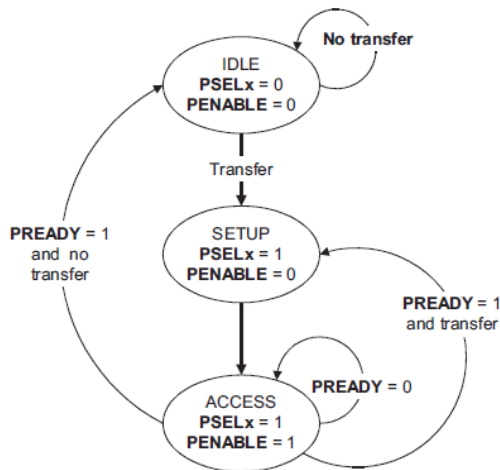 No transfer
IDLE
PSELx = 0
PENABLE = 0
Transfer
SETUP
PSELx = 1
PENABLE = 0
PREADY = 1
and no
transfer
PREADY = 1
and transfer
PREADY = 0
ACCESS
PSELx = 1
PENABLE = 1